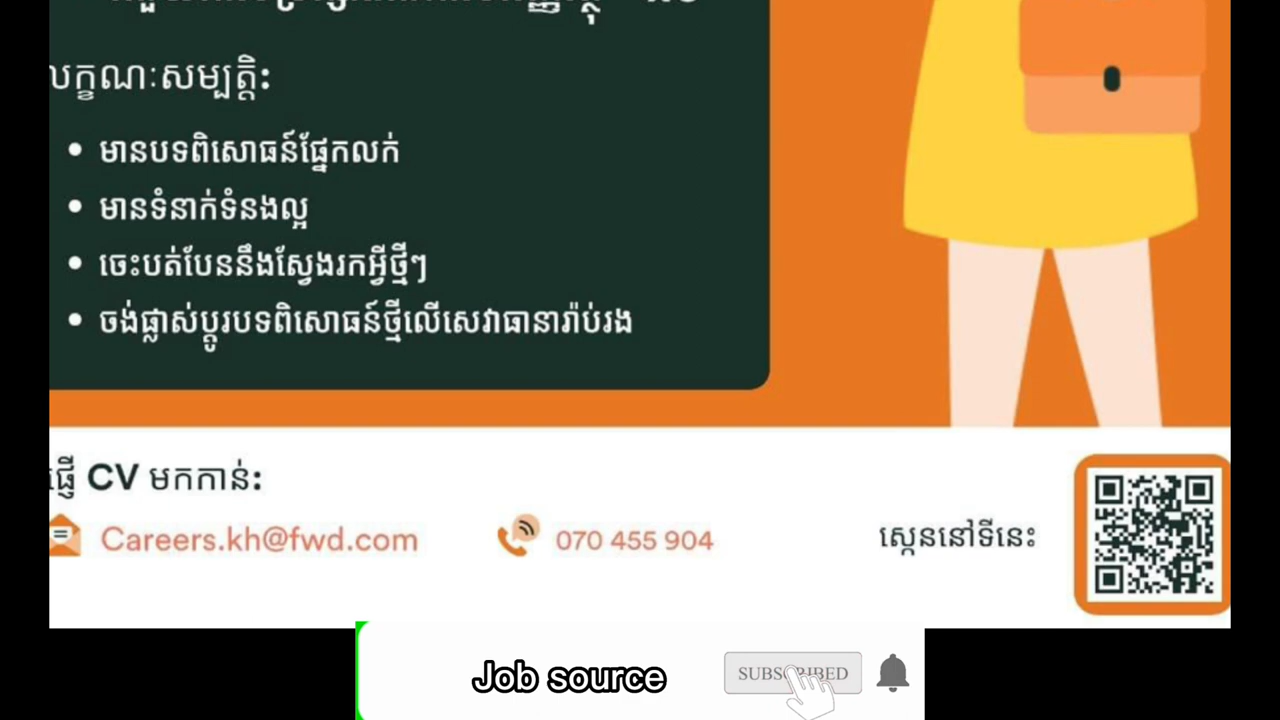 លក្ខណៈសម្បត្តិ:
• មានបទពិសោធន៍ផ្នែកលក់
• មានទំនាក់ទំនងល្អ
• ចេះបត់បែននឹងស្វែងរកអ្វីថ្មីៗ
• ចង់ផ្លាស់ប្តូរបទពិសោធន៍ថ្មីលើសេវាធានារ៉ាប់រង
ផ្ញើ CV មកកាន់:
Careers.kh@fwd.com
070 455 904
ស្កេននៅទីនេះ
Job source
SUBSCRIBED